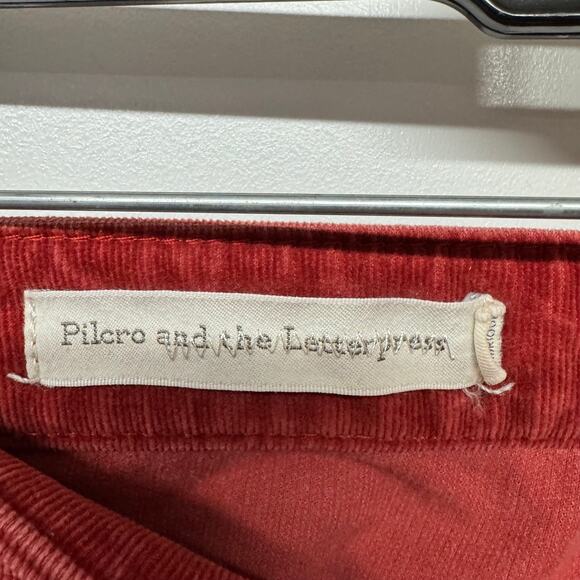 Pilcro and the Letterpress